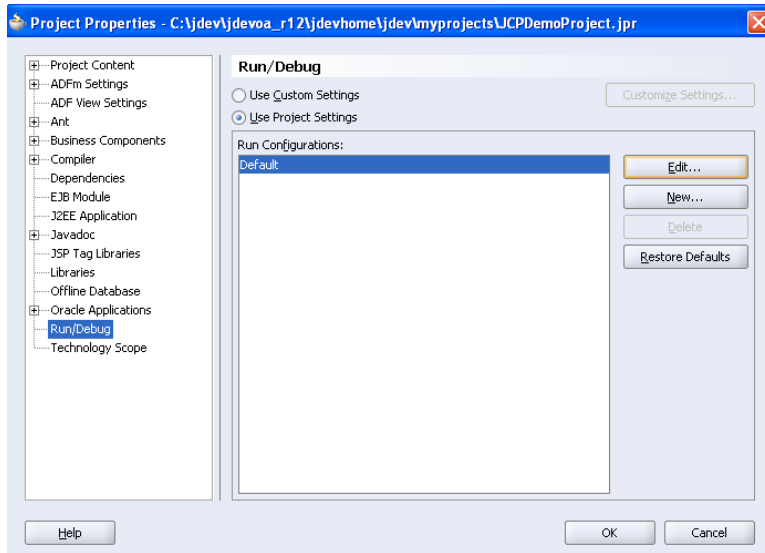 Project Properties - C:\jdev\jdevoa_r12\jdevhome\jdev\myprojects\JCPDemoProject.jpr
Project Content
ADFm Settings
ADF View Settings
Ant
Business Components
Compiler
Dependencies
EJB Module
J2EE Application
Javadoc
JSP Tag Libraries
Libraries
Offline Database
Oracle Applications
Run/Debug
Technology Scope
Run/Debug
Use Custom Settings
Customize Settings...
Use Project Settings
Run Configurations:
Default
Edit...
New...
Delete
Restore Defaults
Help
OK
Cancel